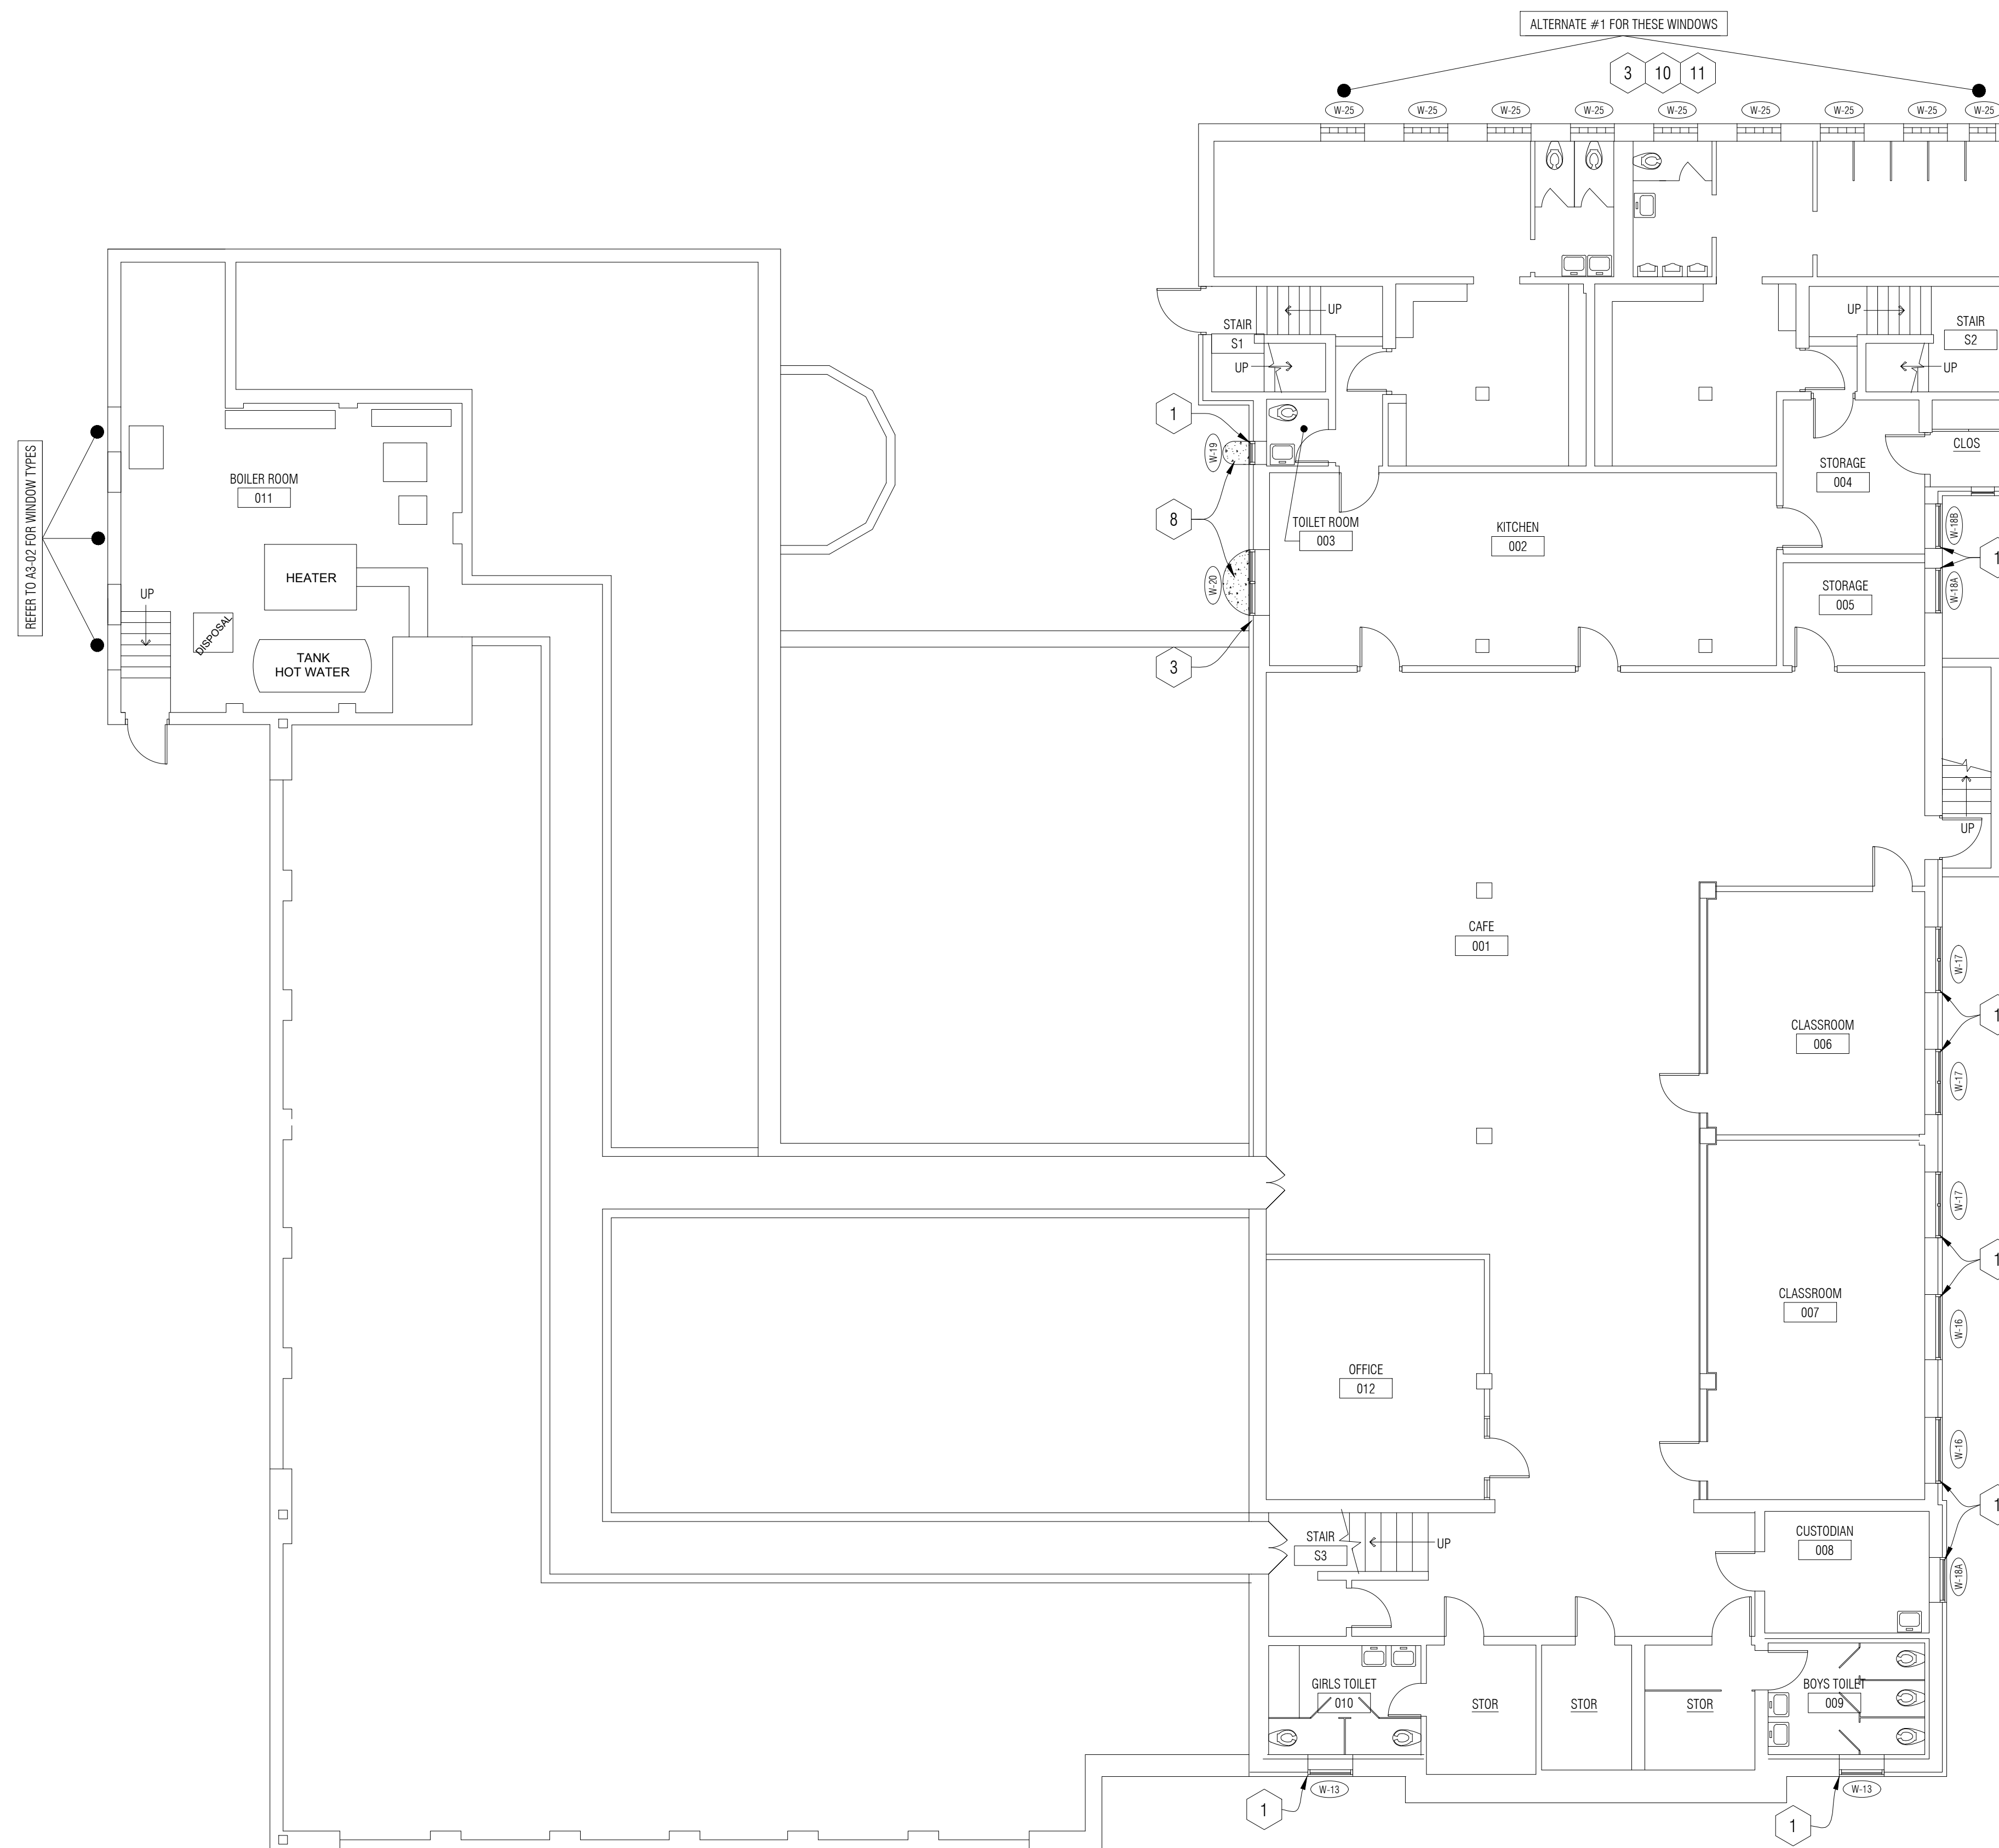 ALTERNATE #1 FOR THESE WINDOWS
3 10 11
W-25 W-25 W-25 W-25 W-25 W-25 W-25 W-25 W-25
UP
UP
STAIR
S1
STAIR
S2
UP
UP
1
W-19
CLOS
REFER TO A3-02 FOR WINDOW TYPES
BOILER ROOM
011
STORAGE
004
8
TOILET ROOM
003
KITCHEN
002
W-18B
1
HEATER
W-20
STORAGE
005
W-18A
UP
DISPOSAL
TANK
HOT WATER
3
UP
CAFE
001
W-17
CLASSROOM
006
1
W-17
W-17
1
CLASSROOM
007
W-16
OFFICE
012
W-16
1
STAIR
S3
UP
CUSTODIAN
008
W-18A
GIRLS TOILET
010
STOR
STOR
STOR
BOYS TOILET
009
W-13
W-13
1
1